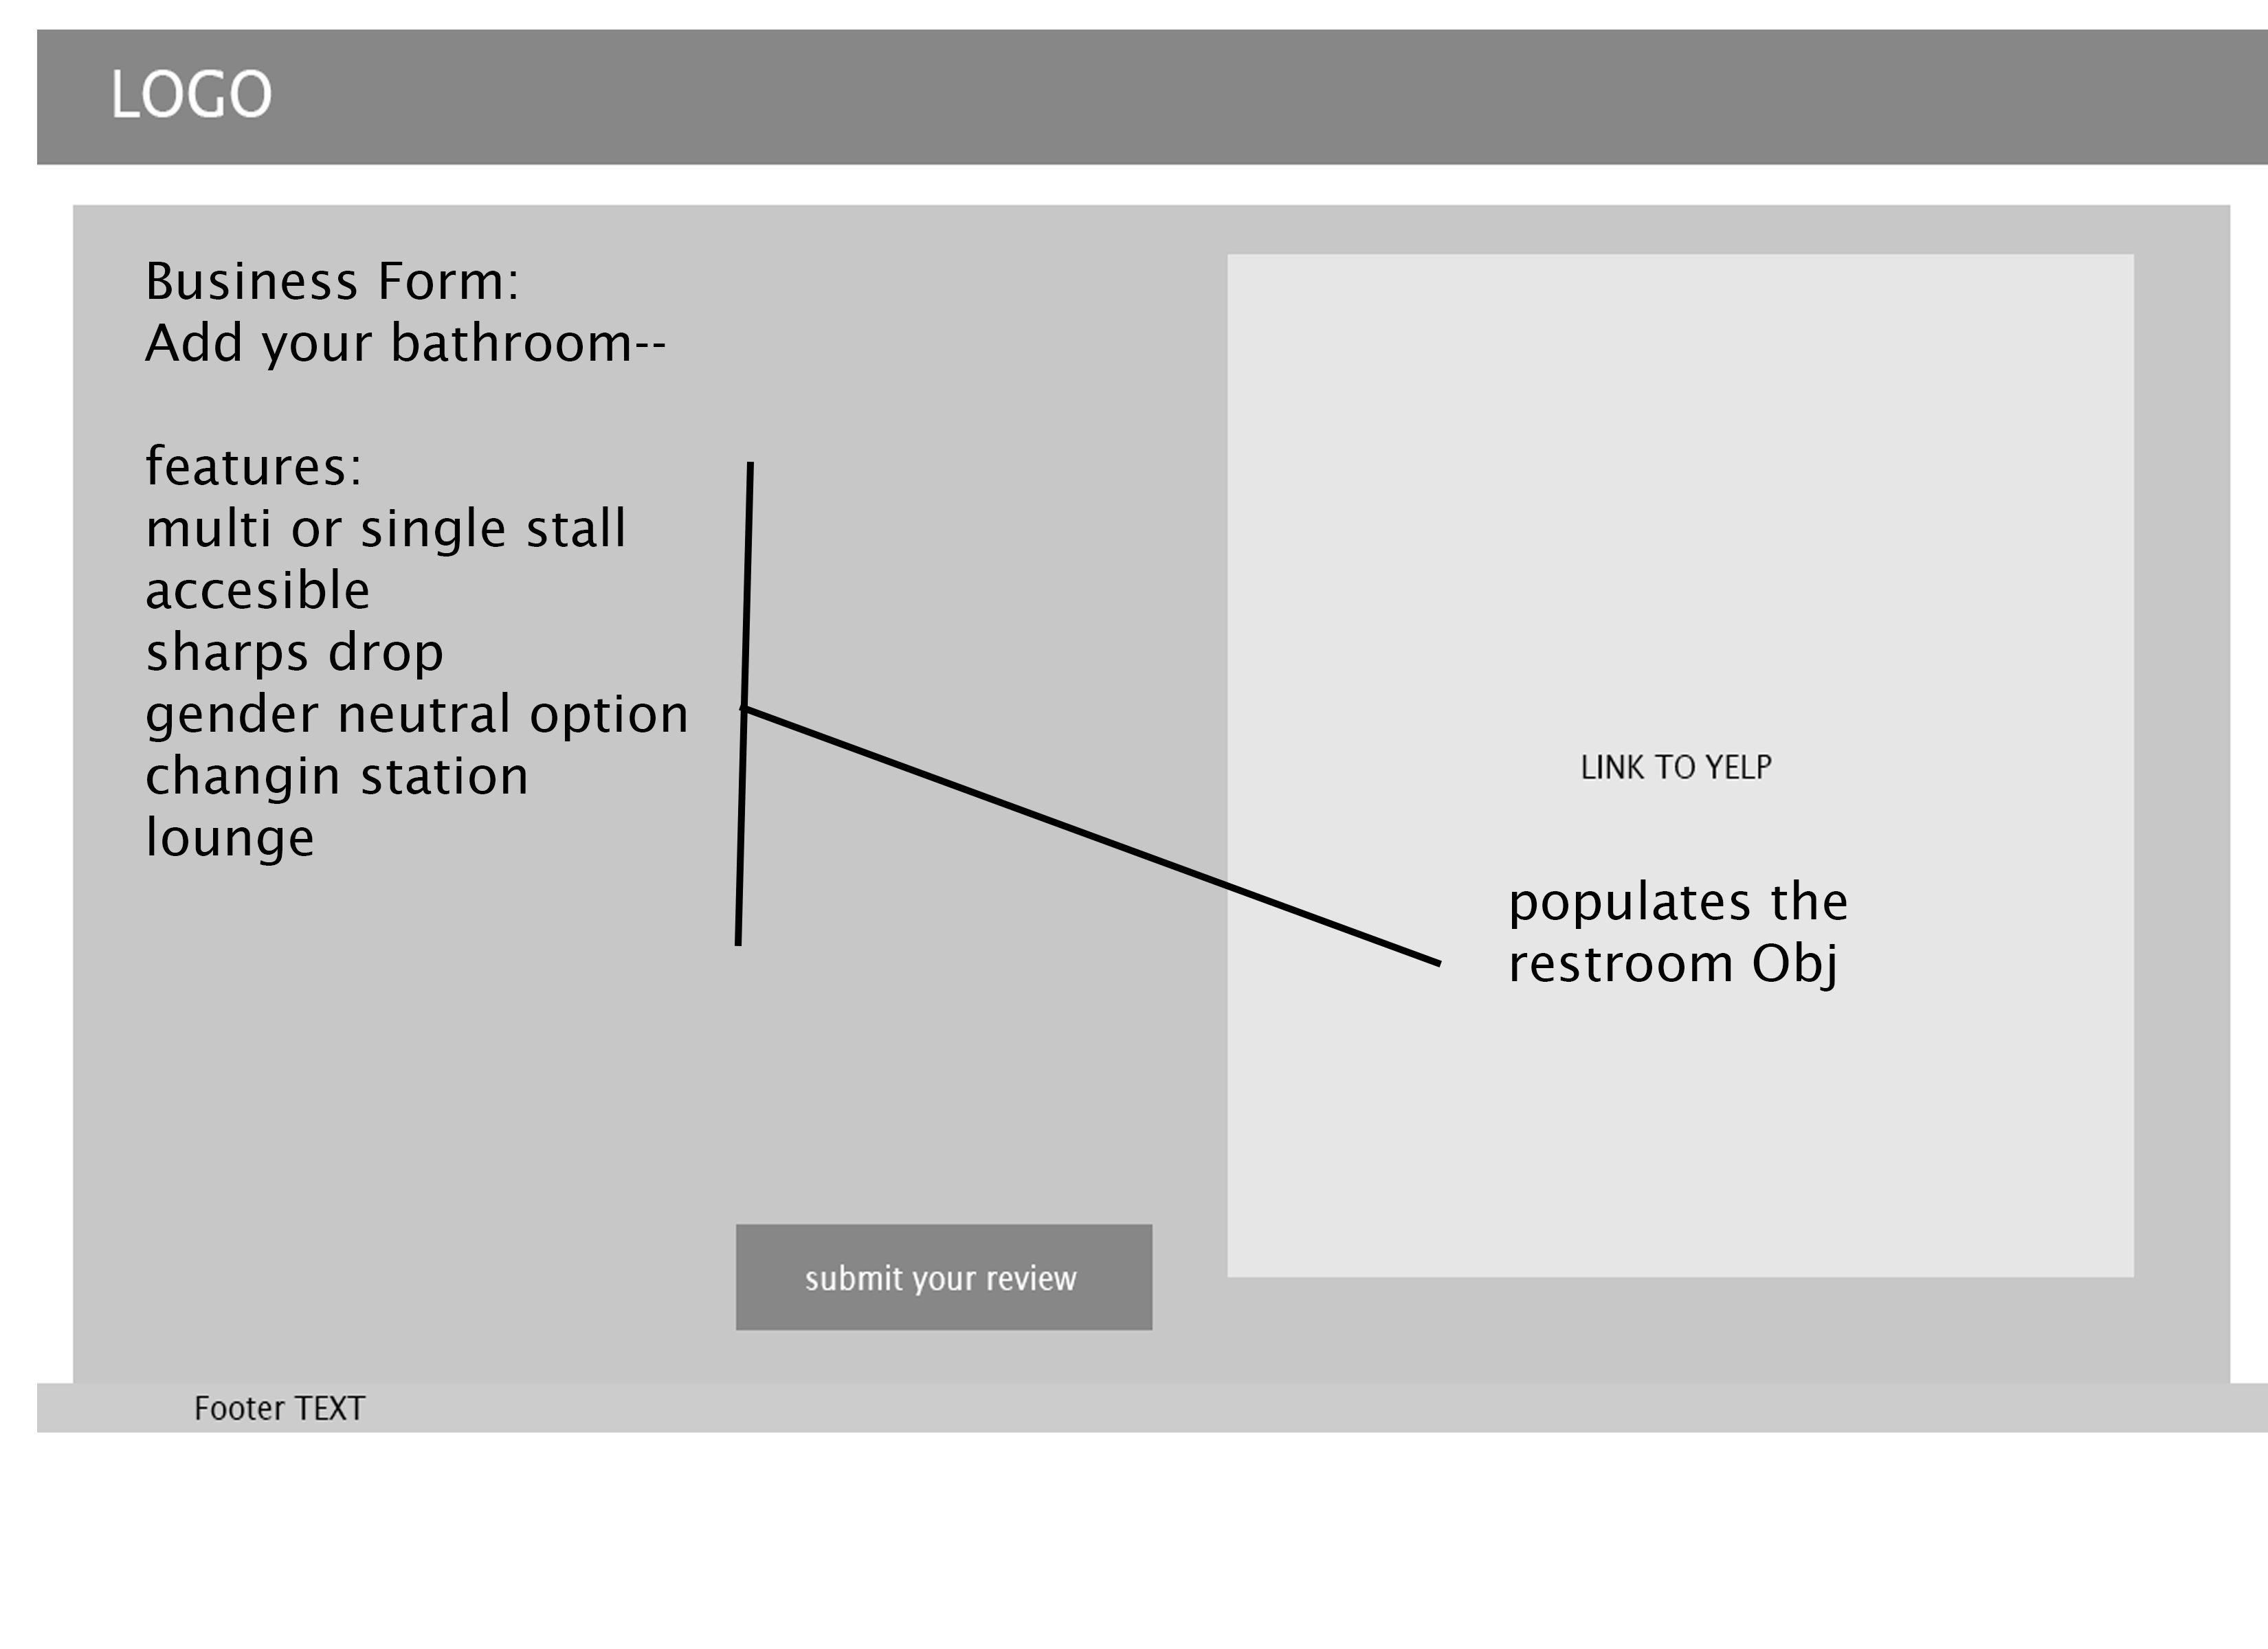 LOGO
Business Form:
Add your bathroom--
features:
multi or single stall
accesible
sharps drop
gender neutral option
changin station
lounge
LINK TO YELP
populates the
restroom Obj
submit your review
Footer TEXT